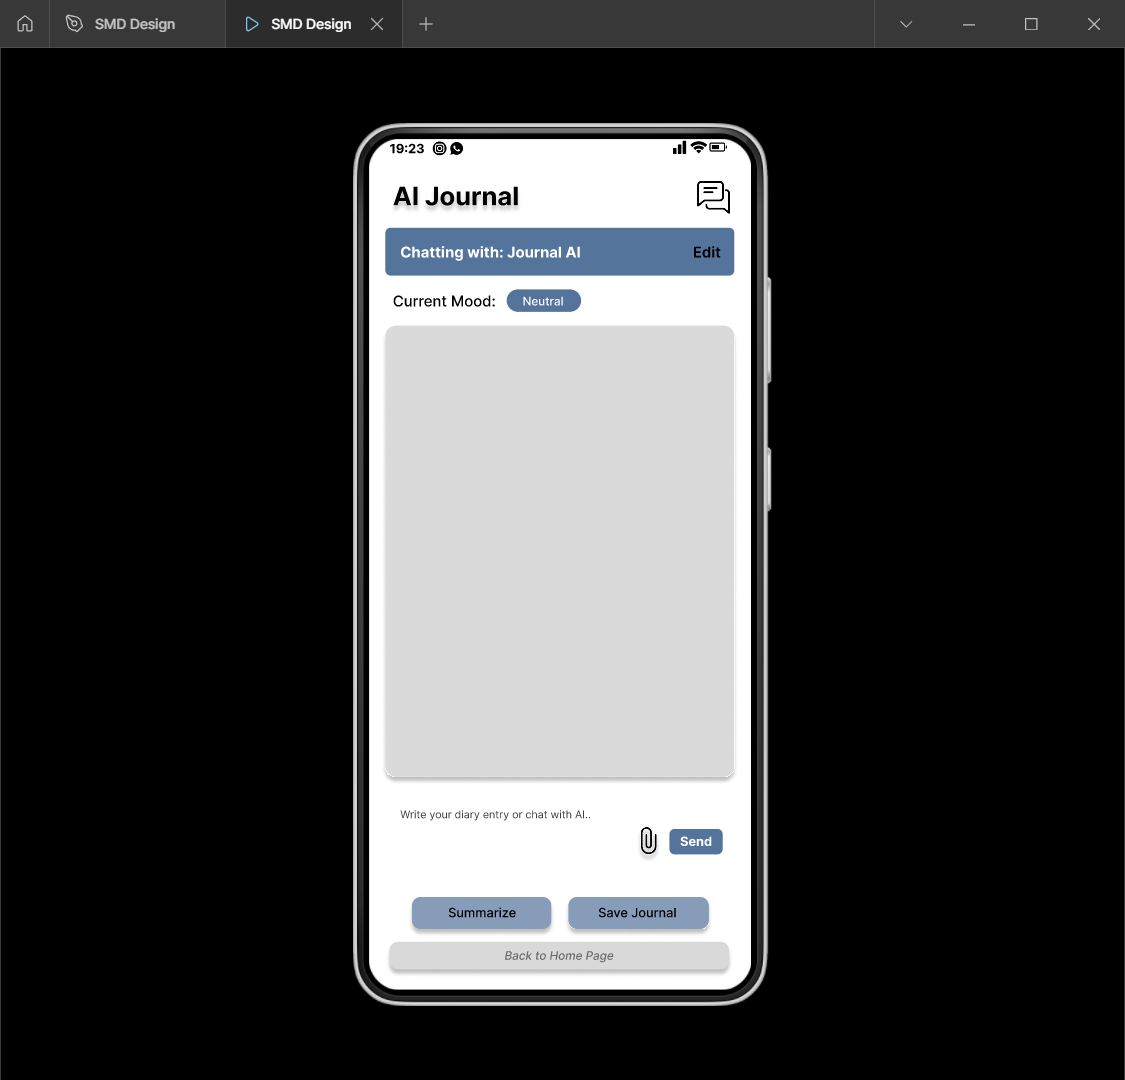 SMD Design
SMD Design
19:23
AI Journal
Chatting with: Journal AI
Edit
Current Mood:
Neutral
Write your diary entry or chat with AI..
Send
Summarize
Save Journal
Back to Home Page